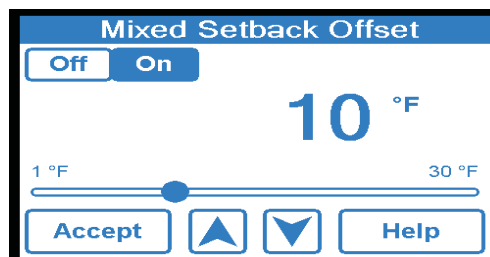 Mixed Setback Offset
Off On
10 °F
1 °F 30 °F
Accept Help